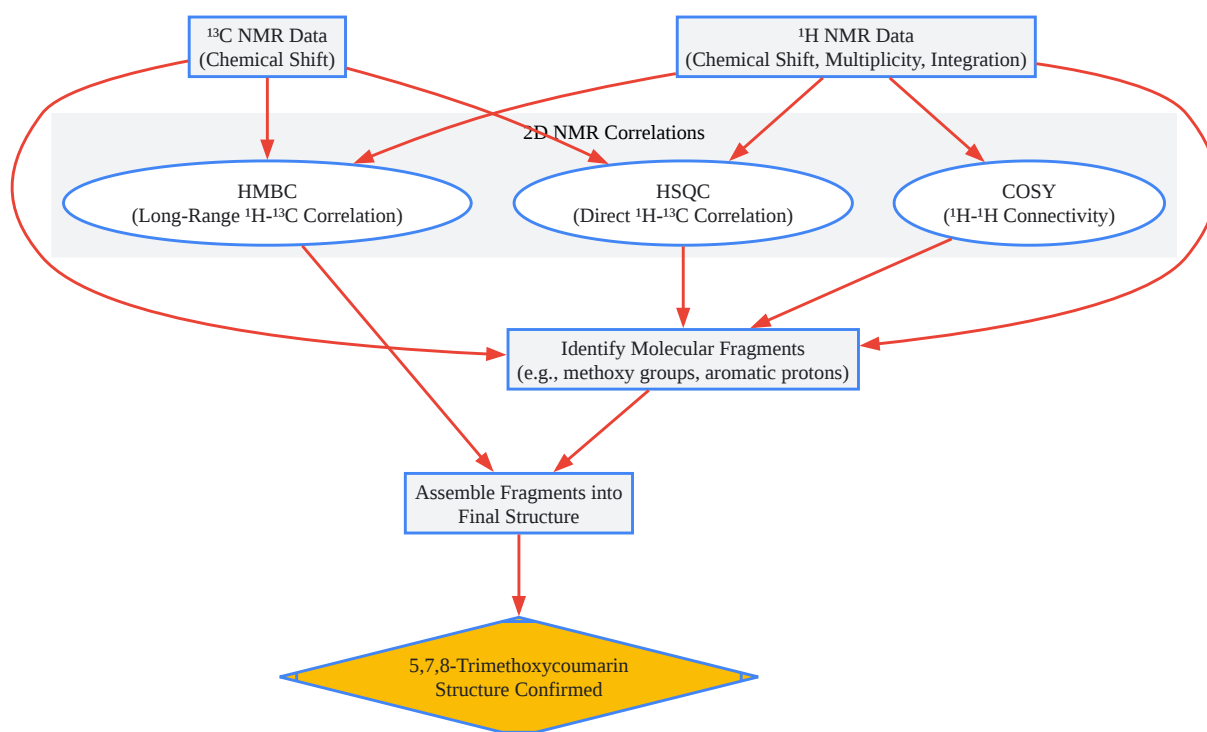 ¹³C NMR Data
(Chemical Shift)
¹H NMR Data
(Chemical Shift, Multiplicity, Integration)
2D NMR Correlations
HMBC
(Long-Range ¹H-¹³C Correlation)
HSQC
(Direct ¹H-¹³C Correlation)
COSY
(¹H-¹H Connectivity)
Identify Molecular Fragments
(e.g., methoxy groups, aromatic protons)
Assemble Fragments into
Final Structure
5,7,8-Trimethoxycoumarin
Structure Confirmed